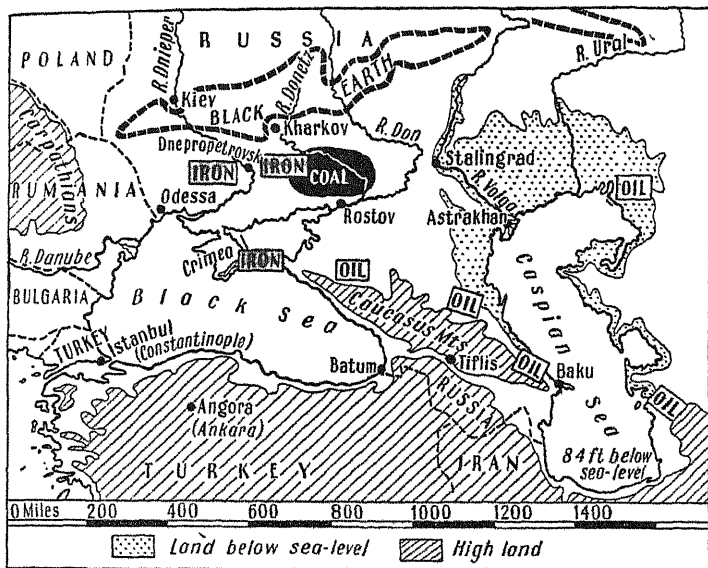 POLAND
R. Dnieper
RUSSIA
R. Donetz
R. Ural
Kiev
BLACK
EARTH
Kharkov
R. Don
Carpathians
Dnepropetrovsk
IRON
IRON
COAL
Stalingrad
RUMANIA
Odessa
Rostov
R. Volga
Astrakhan
OIL
R. Danube
Crimea
IRON
OIL
BULGARIA
Black sea
Caucasus Mts
OIL
Caspian Sea
TURKEY
Istanbul
(Constantinople)
Batum
Tiflis
OIL
Baku
RUSSIA
OIL
Angora
(Ankara)
TURKEY
IRAN
84 ft below
sea-level
0 Miles 200 400 600 800 1000 1200 1400
Land below sea-level High land